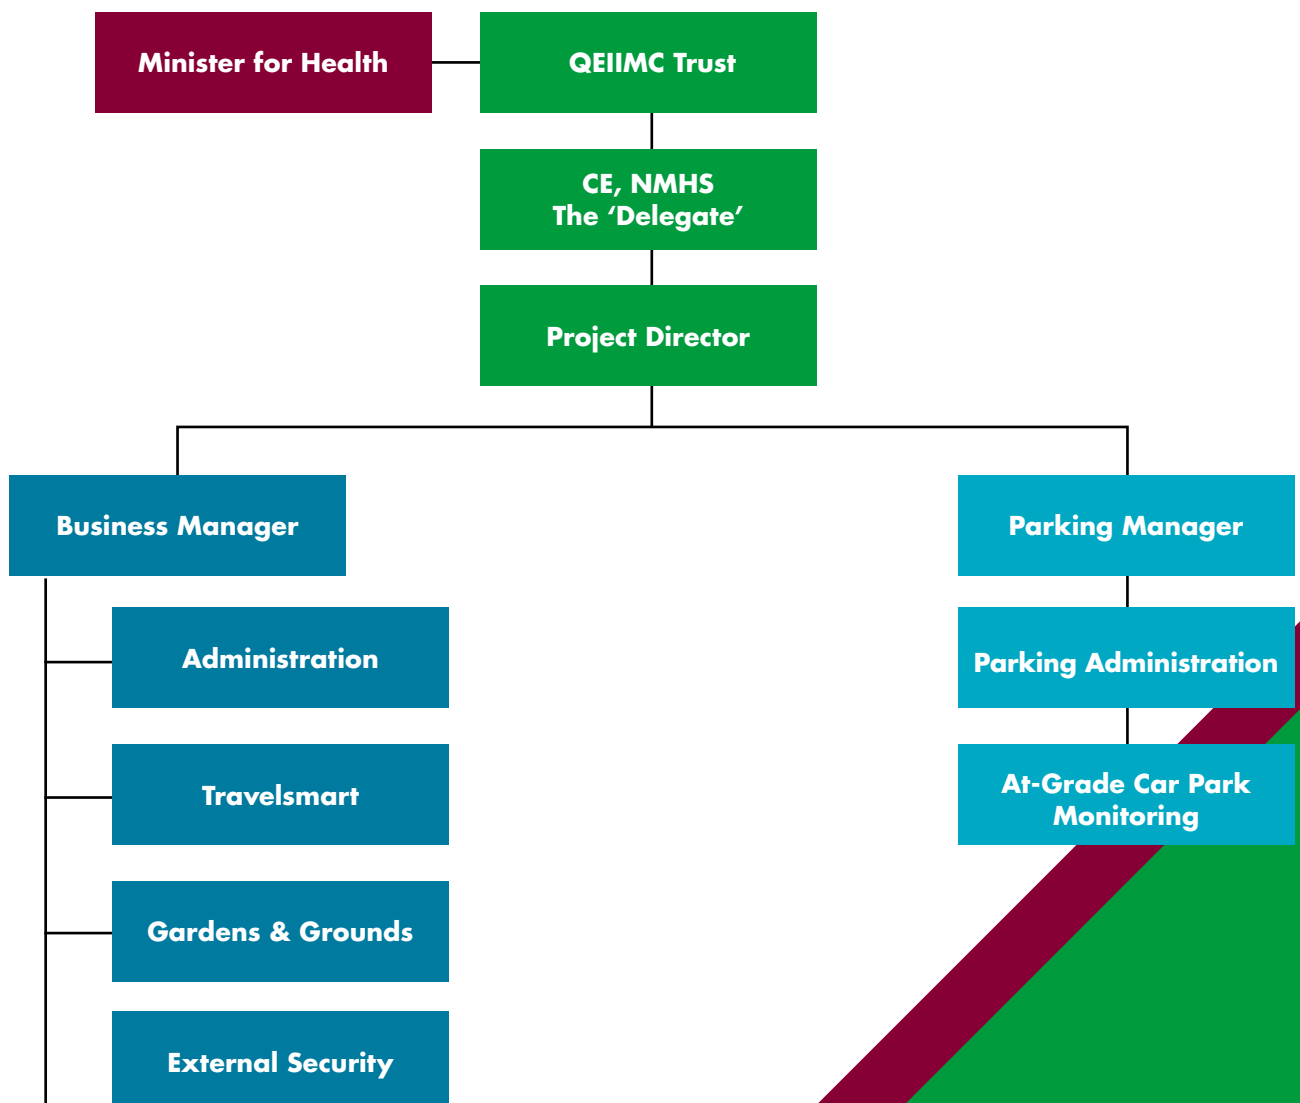 Minister for Health
QEIIMC Trust
CE, NMHS
The ‘Delegate’
Project Director
Business Manager
Parking Manager
Administration
Parking Administration
Travelsmart
At-Grade Car Park
Monitoring
Gardens & Grounds
External Security